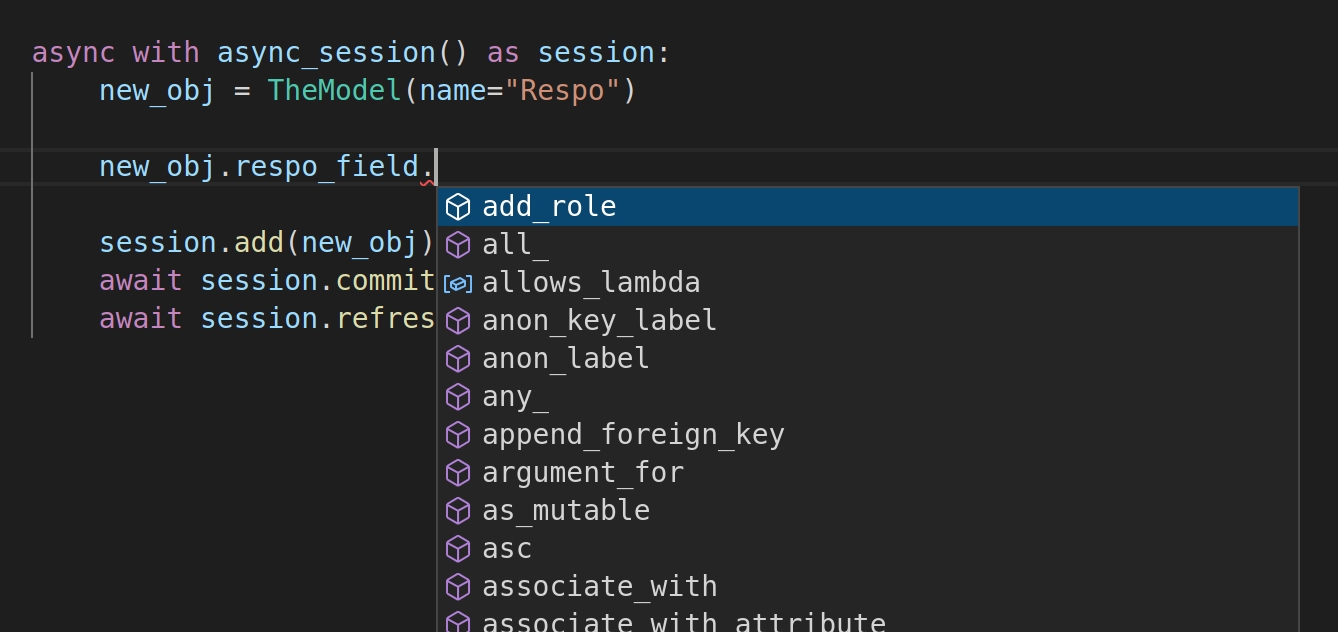 async with async_session() as session:
new_obj = TheModel(name="Respo")
new_obj.respo_field.
add_role
session.add(new_obj)
all_
await session.commit
allows_lambda
await session.refres
anon_key_label
anon_label
any_
append_foreign_key
argument_for
as_mutable
asc
associate_with
associate_with_attribute